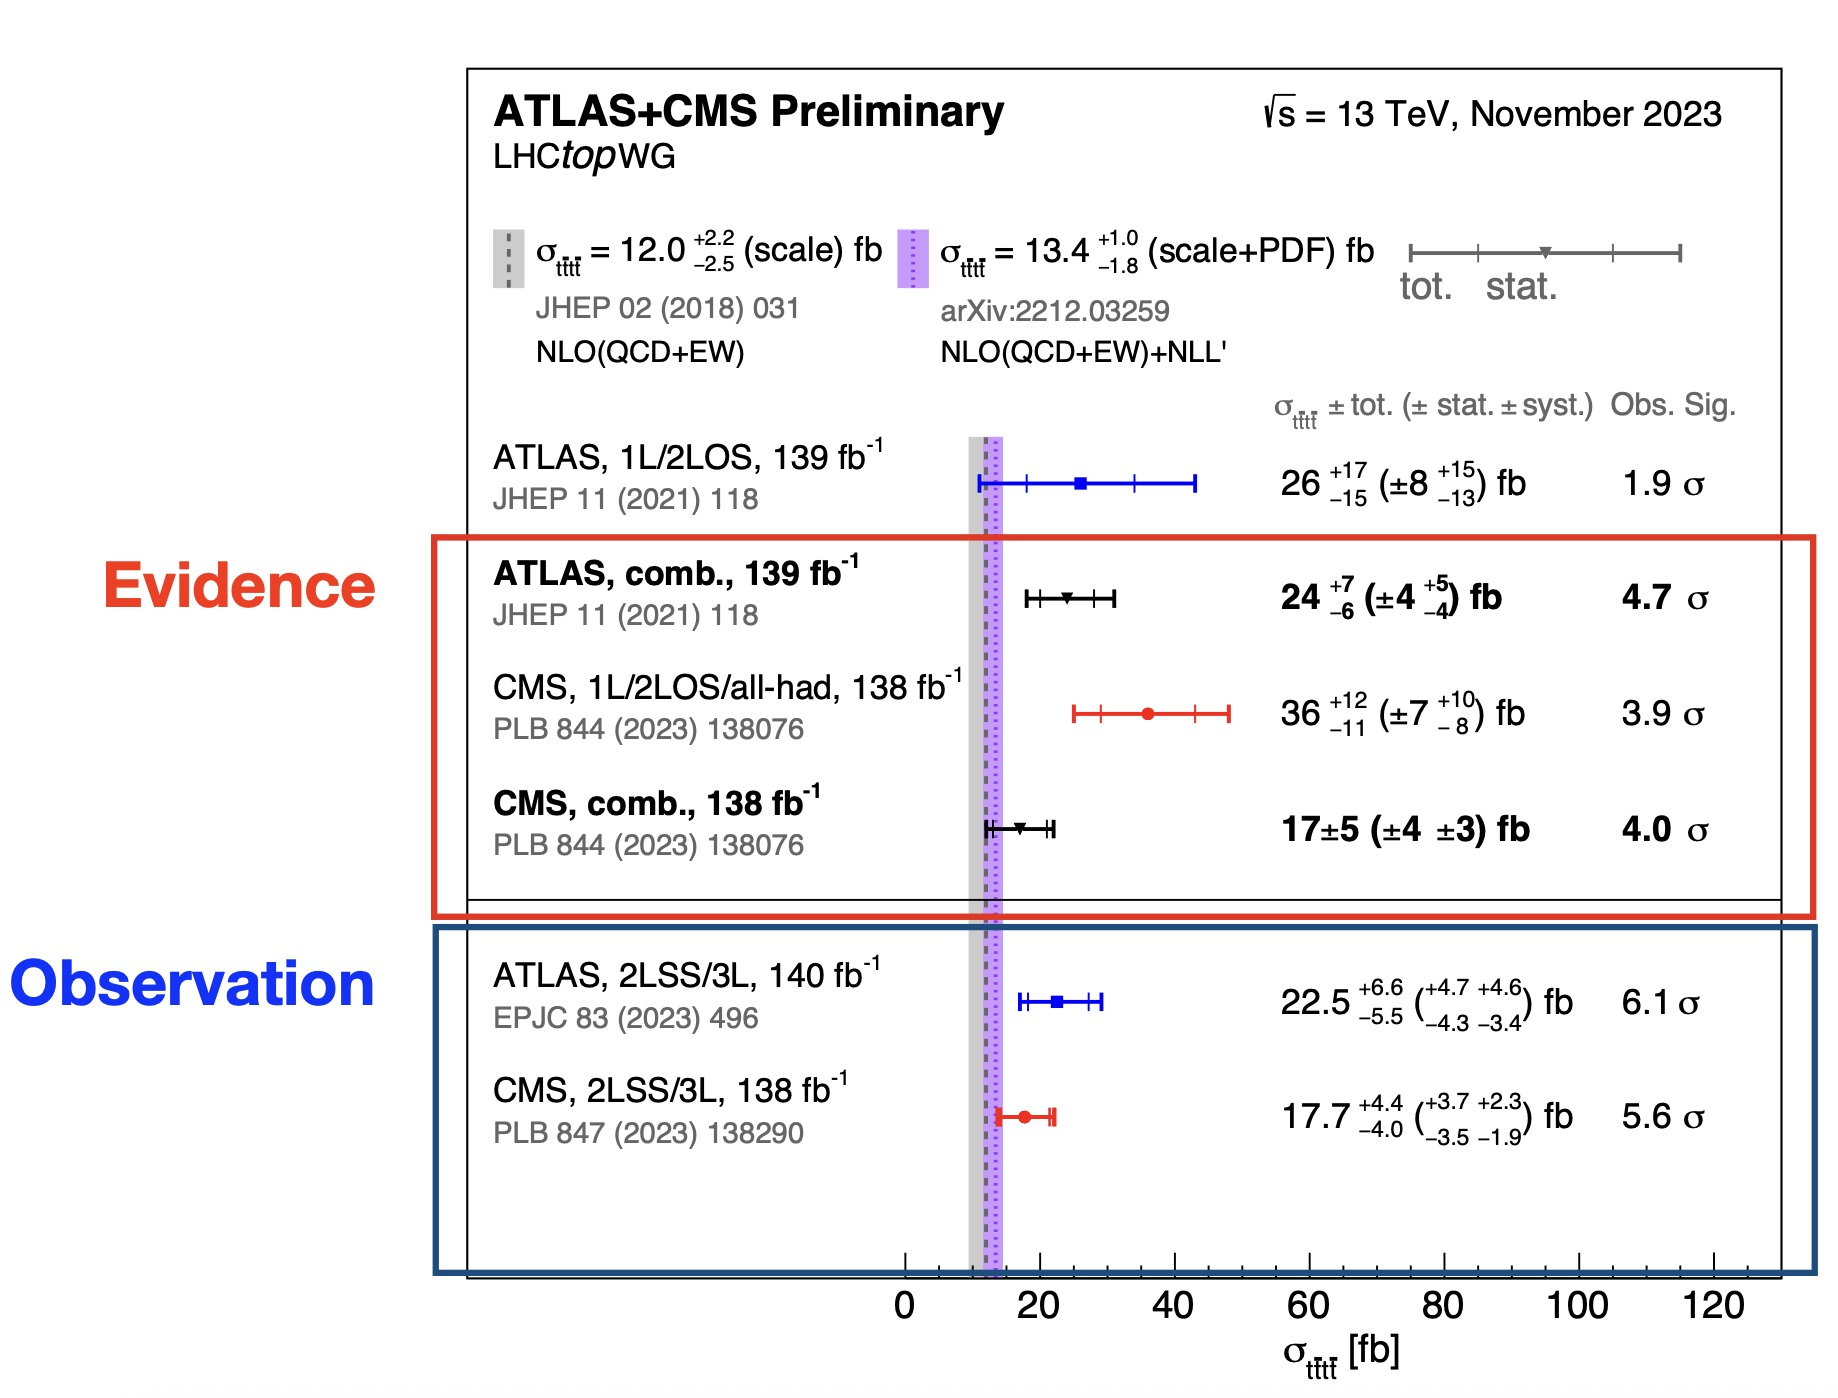 ATLAS+CMS Preliminary
√s = 13 TeV, November 2023
LHCtopWG
σ_{tt̄tt̄} = 12.0 ^{+2.2}_{−2.5} (scale) fb
JHEP 02 (2018) 031
NLO(QCD+EW)
σ_{tt̄tt̄} = 13.4 ^{+1.0}_{−1.8} (scale+PDF) fb
arXiv:2212.03259
NLO(QCD+EW)+NLL'
tot. stat.
σ_{tt̄tt̄} ± tot. (± stat. ± syst.) Obs. Sig.
ATLAS, 1L/2LOS, 139 fb⁻¹
JHEP 11 (2021) 118
26 ^{+17}_{−15} (±8 ^{+15}_{−13}) fb 1.9 σ
Evidence
ATLAS, comb., 139 fb⁻¹
JHEP 11 (2021) 118
24 ^{+7}_{−6} (±4 ^{+5}_{−4}) fb 4.7 σ
CMS, 1L/2LOS/all-had, 138 fb⁻¹
PLB 844 (2023) 138076
36 ^{+12}_{−11} (±7 ^{+10}_{−8}) fb 3.9 σ
CMS, comb., 138 fb⁻¹
PLB 844 (2023) 138076
17±5 (±4 ±3) fb 4.0 σ
Observation
ATLAS, 2LSS/3L, 140 fb⁻¹
EPJC 83 (2023) 496
22.5 ^{+6.6}_{−5.5} (^{+4.7}_{−4.3} ^{+4.6}_{−3.4}) fb 6.1 σ
CMS, 2LSS/3L, 138 fb⁻¹
PLB 847 (2023) 138290
17.7 ^{+4.4}_{−4.0} (^{+3.7}_{−3.5} ^{+2.3}_{−1.9}) fb 5.6 σ
0 20 40 60 80 100 120
σ_{tt̄tt̄} [fb]